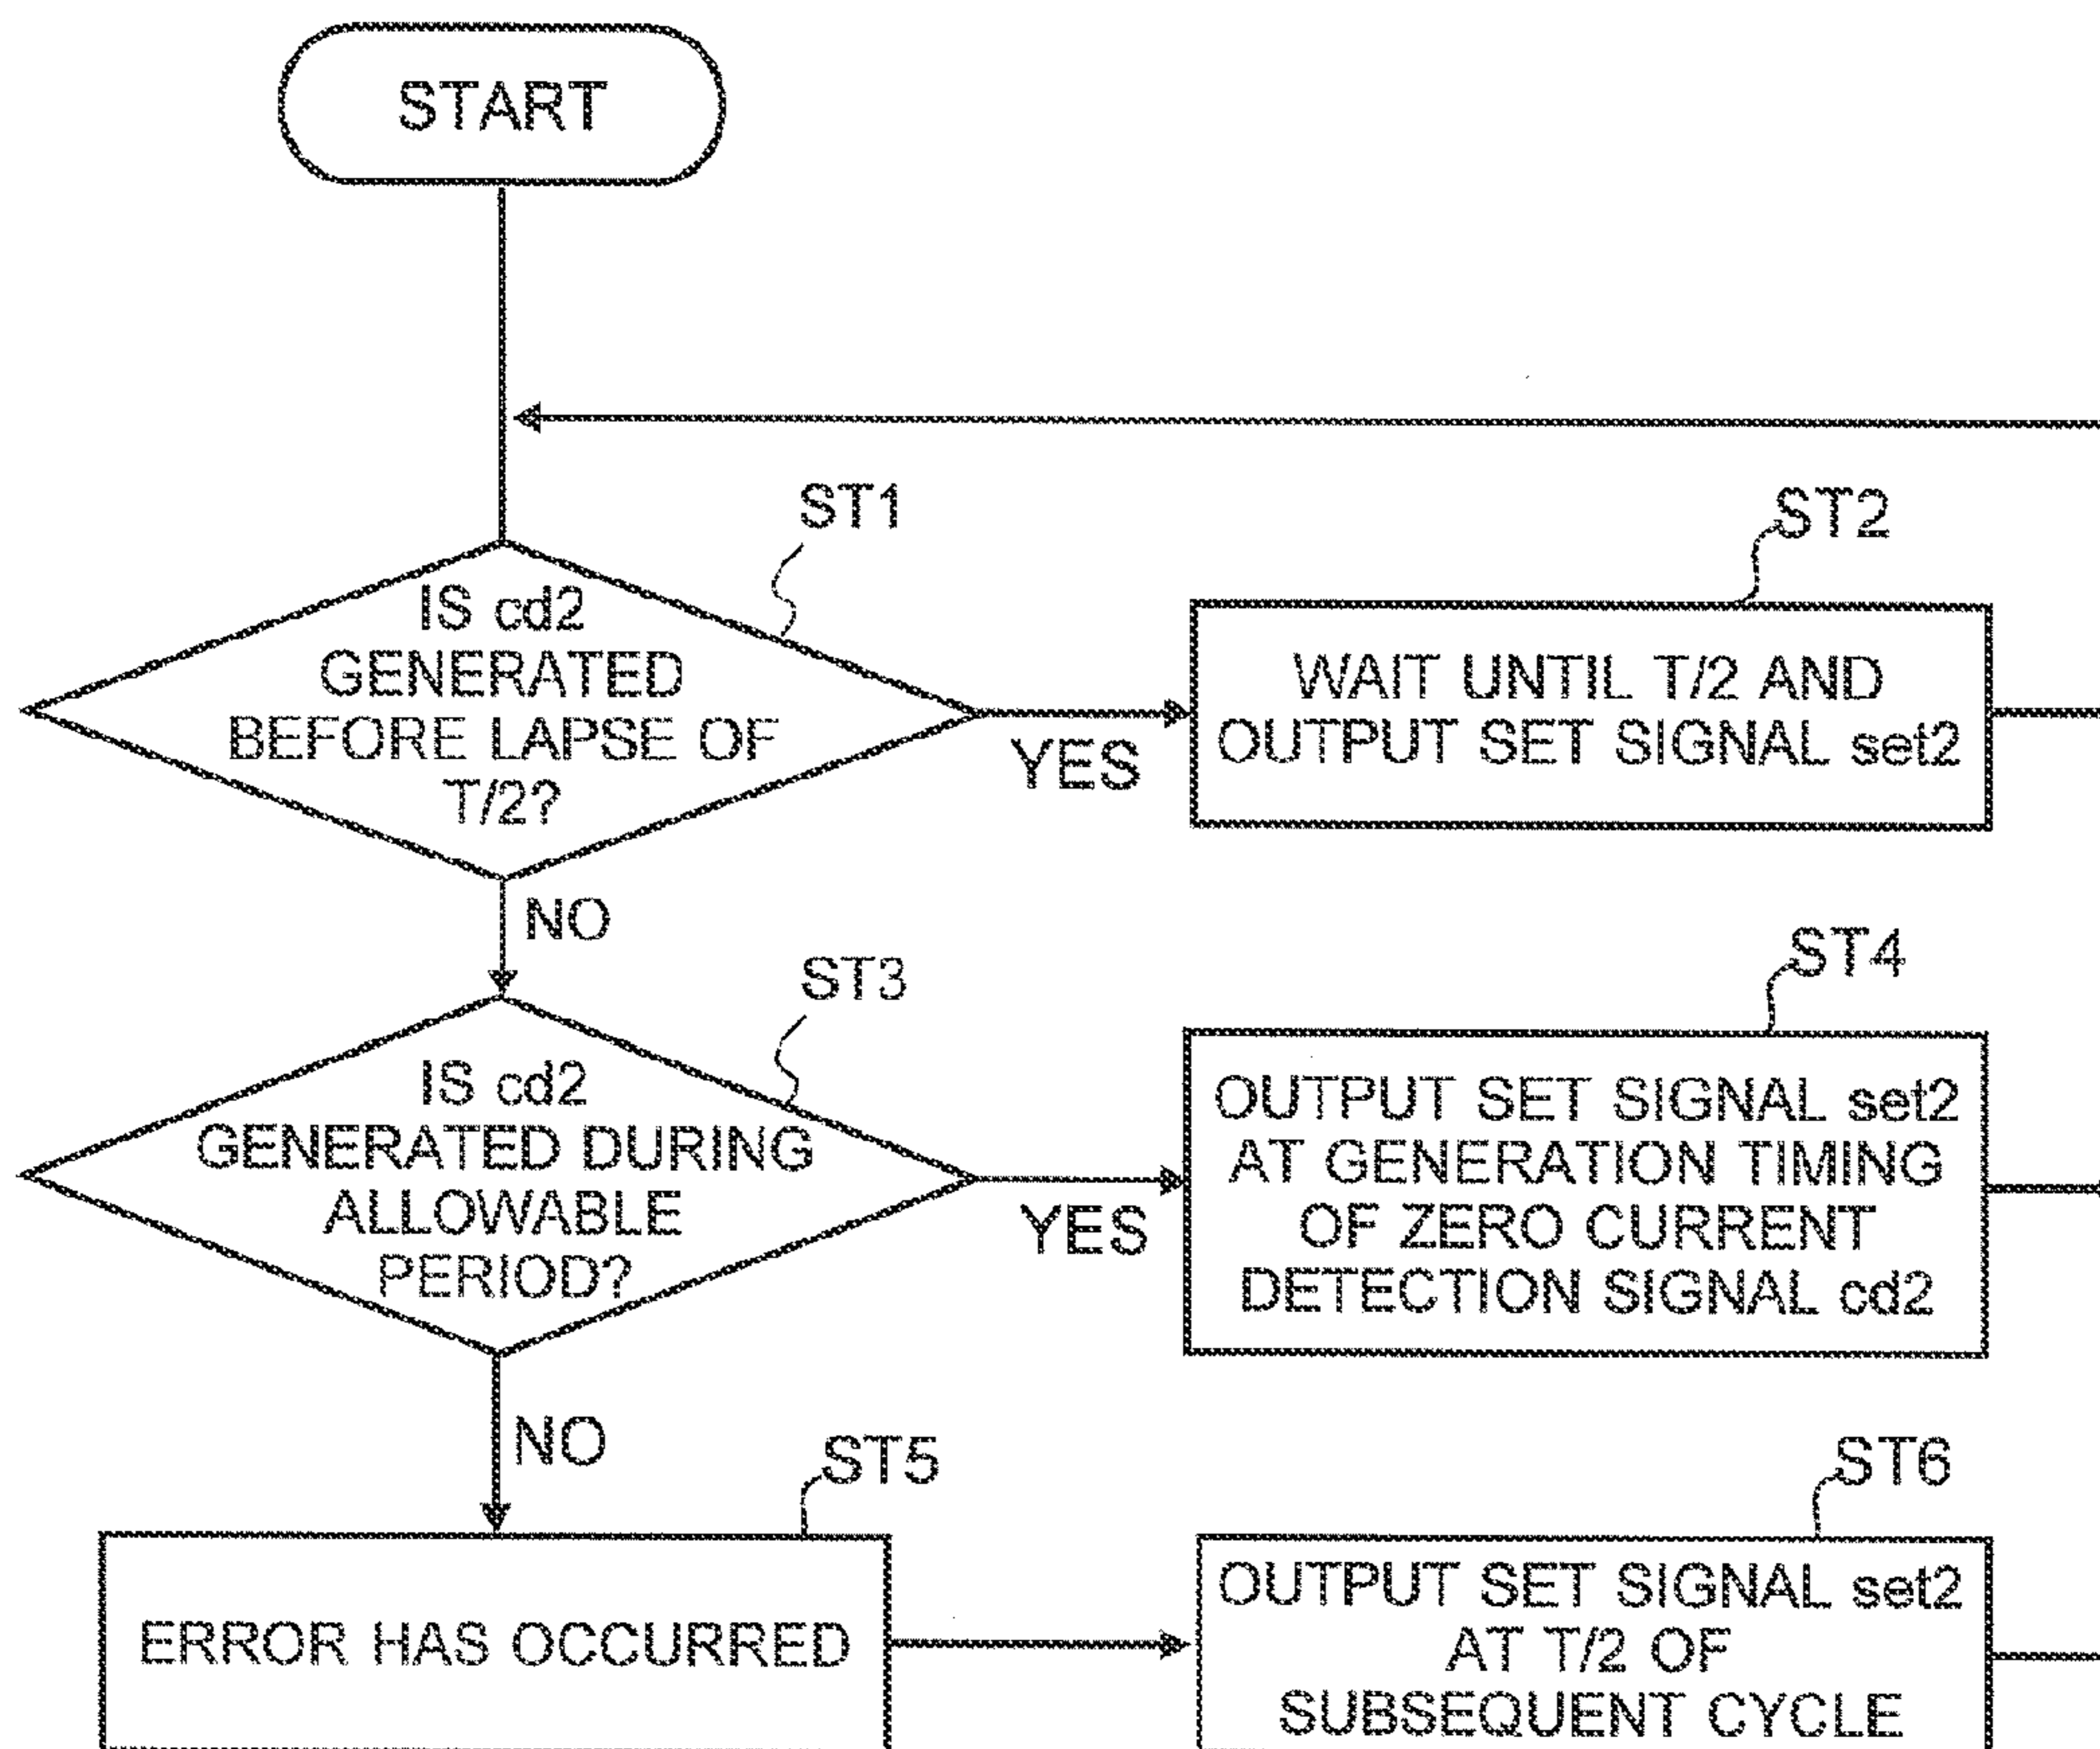 START
ST1
IS cd2
GENERATED
BEFORE LAPSE OF
T/2?
YES
ST2
WAIT UNTIL T/2 AND
OUTPUT SET SIGNAL set2
NO
ST3
IS cd2
GENERATED DURING
ALLOWABLE
PERIOD?
YES
ST4
OUTPUT SET SIGNAL set2
AT GENERATION TIMING
OF ZERO CURRENT
DETECTION SIGNAL cd2
NO
ST5
ERROR HAS OCCURRED
ST6
OUTPUT SET SIGNAL set2
AT T/2 OF
SUBSEQUENT CYCLE